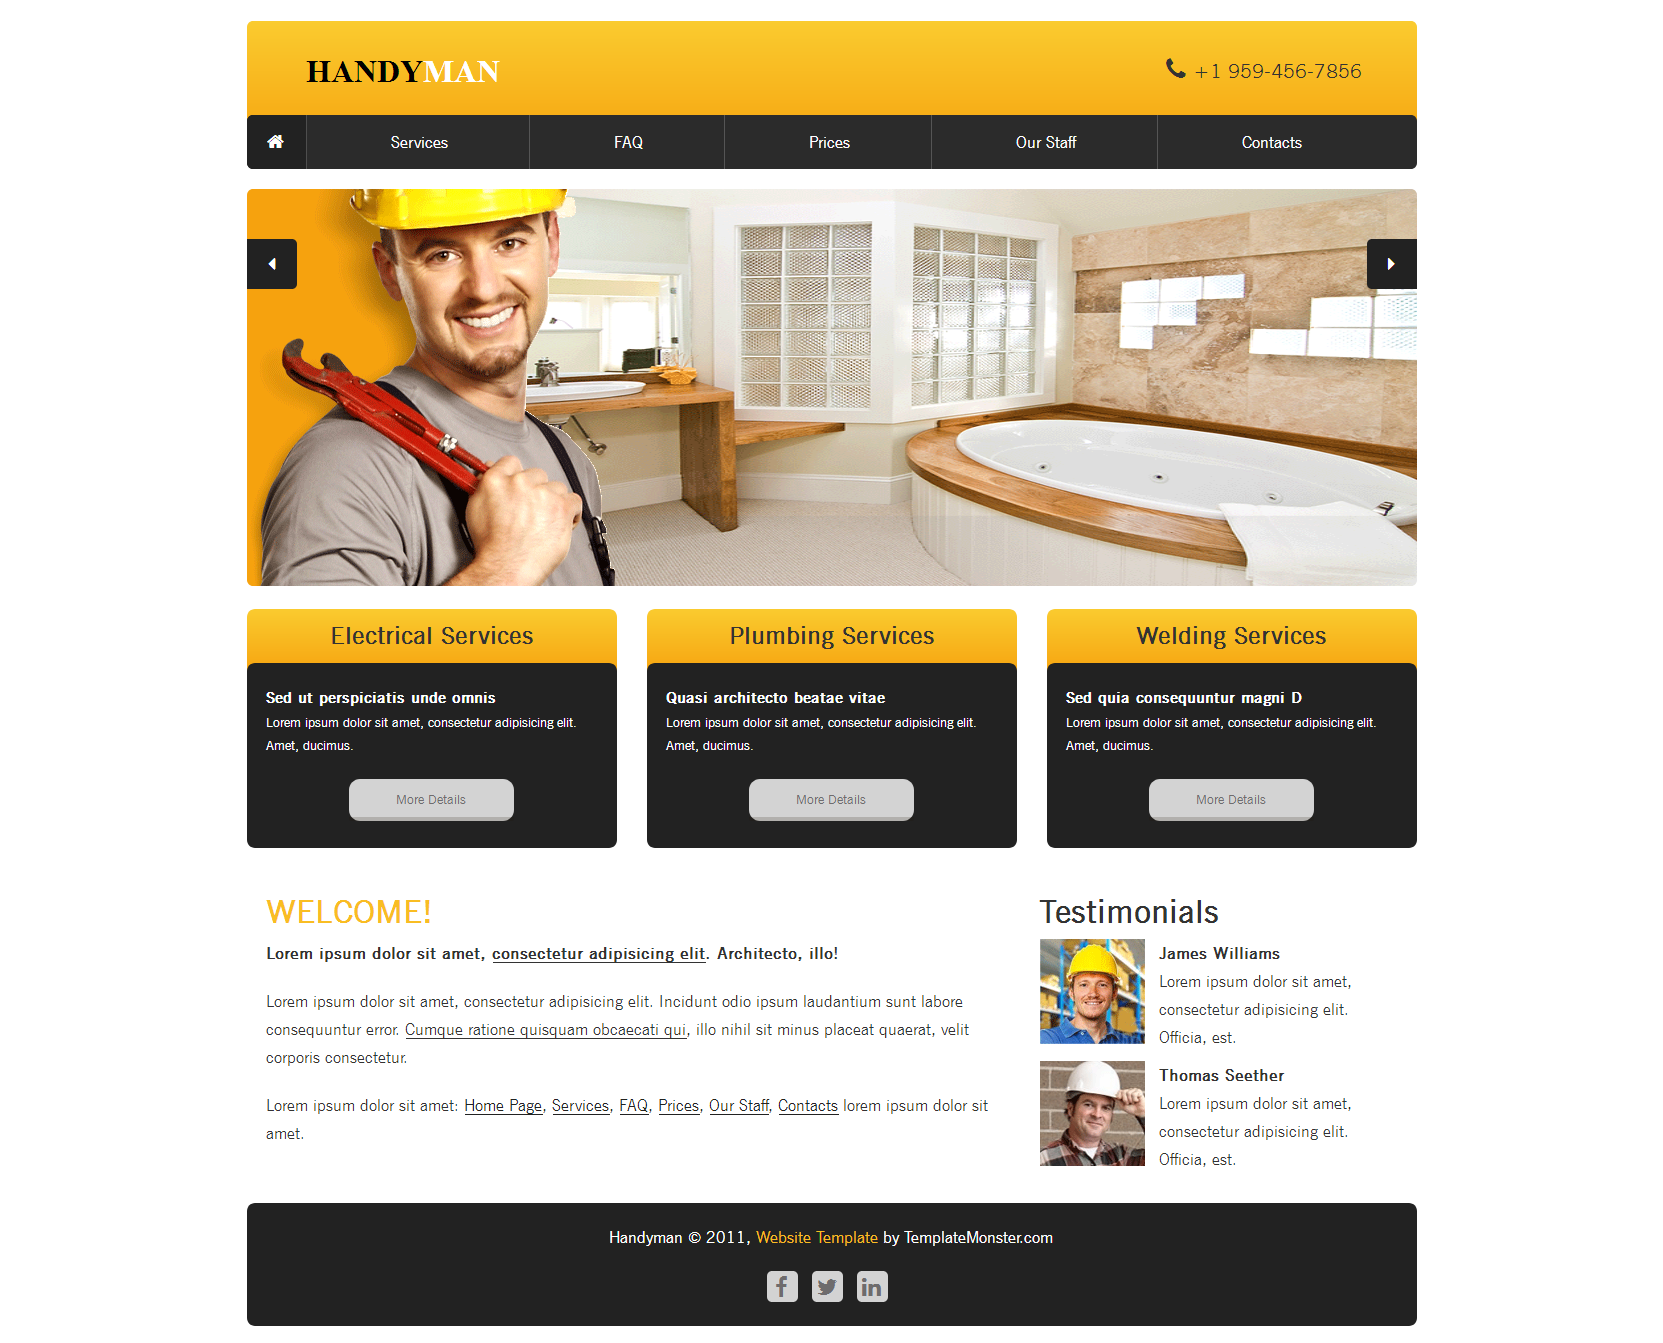 HANDYMAN
+1 959-456-7856
Services
FAQ
Prices
Our Staff
Contacts
Electrical Services
Sed ut perspiciatis unde omnis
Lorem ipsum dolor sit amet, consectetur adipisicing elit.
Amet, ducimus.
More Details
Plumbing Services
Quasi architecto beatae vitae
Lorem ipsum dolor sit amet, consectetur adipisicing elit.
Amet, ducimus.
More Details
Welding Services
Sed quia consequuntur magni D
Lorem ipsum dolor sit amet, consectetur adipisicing elit.
Amet, ducimus.
More Details
WELCOME!
Lorem ipsum dolor sit amet, consectetur adipisicing elit. Architecto, illo!
Lorem ipsum dolor sit amet, consectetur adipisicing elit. Incidunt odio ipsum laudantium sunt labore
consequuntur error. Cumque ratione quisquam obcaecati qui, illo nihil sit minus placeat quaerat, velit
corporis consectetur.
Lorem ipsum dolor sit amet: Home Page, Services, FAQ, Prices, Our Staff, Contacts lorem ipsum dolor sit
amet.
Testimonials
James Williams
Lorem ipsum dolor sit amet,
consectetur adipisicing elit.
Officia, est.
Thomas Seether
Lorem ipsum dolor sit amet,
consectetur adipisicing elit.
Officia, est.
Handyman © 2011, Website Template by TemplateMonster.com